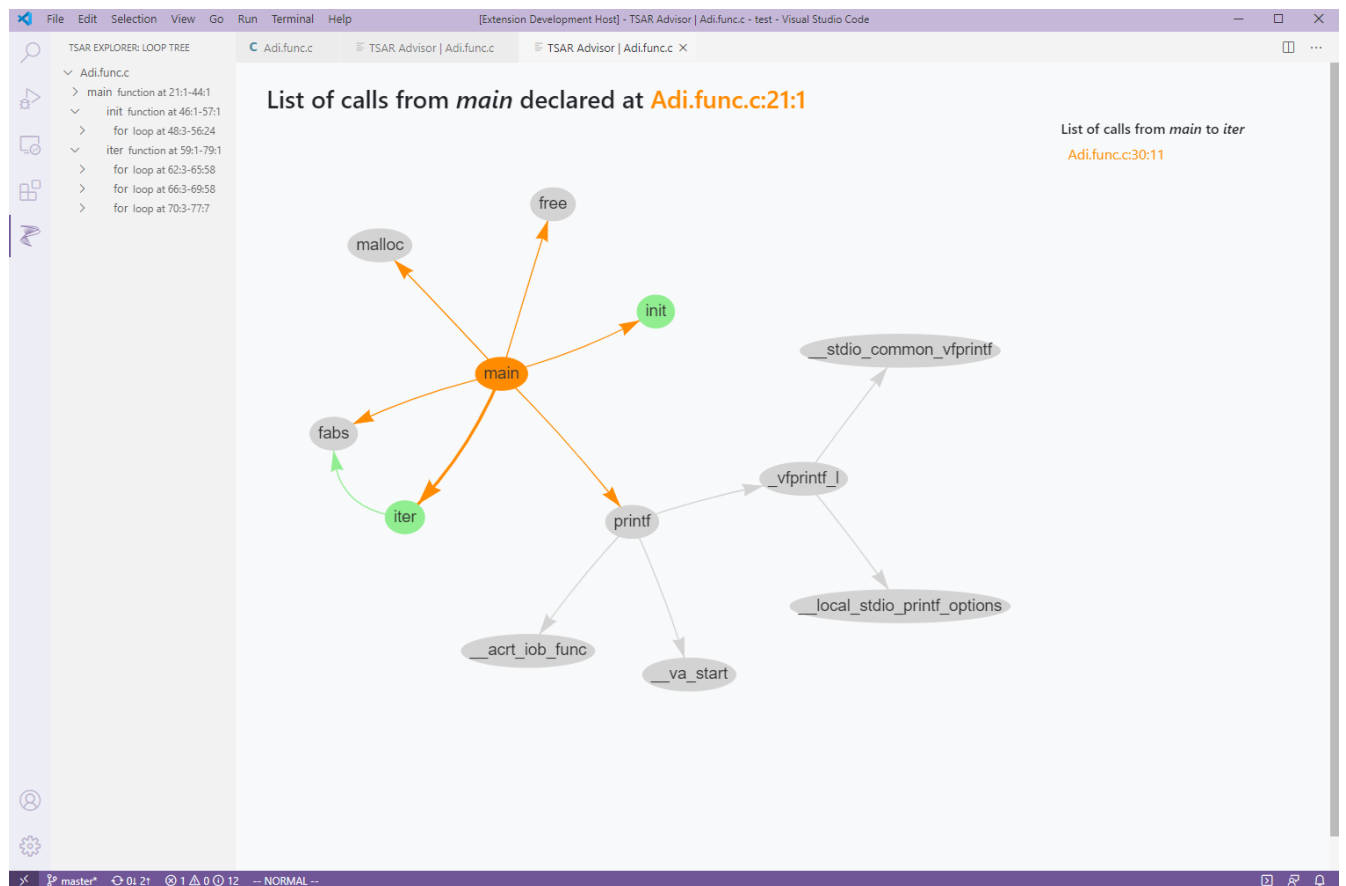 File Edit Selection View Go Run Terminal Help [Extension Development Host] - TSAR Advisor | Adi.func.c - test - Visual Studio Code
TSAR EXPLORER: LOOP TREE
C Adi.func.c
TSAR Advisor | Adi.func.c
TSAR Advisor | Adi.func.c
Adi.func.c
main function at 21:1-44:1
init function at 46:1-57:1
for loop at 48:3-56:24
iter function at 59:1-79:1
for loop at 62:3-65:58
for loop at 66:3-69:58
for loop at 70:3-77:7
List of calls from main declared at Adi.func.c:21:1
List of calls from main to iter
Adi.func.c:30:11
free
malloc
init
__stdio_common_vfprintf
main
fabs
_vfprintf_l
iter
printf
__local_stdio_printf_options
__acrt_iob_func
__va_start
master* 0↓ 2↑ 1 0 12 -- NORMAL --